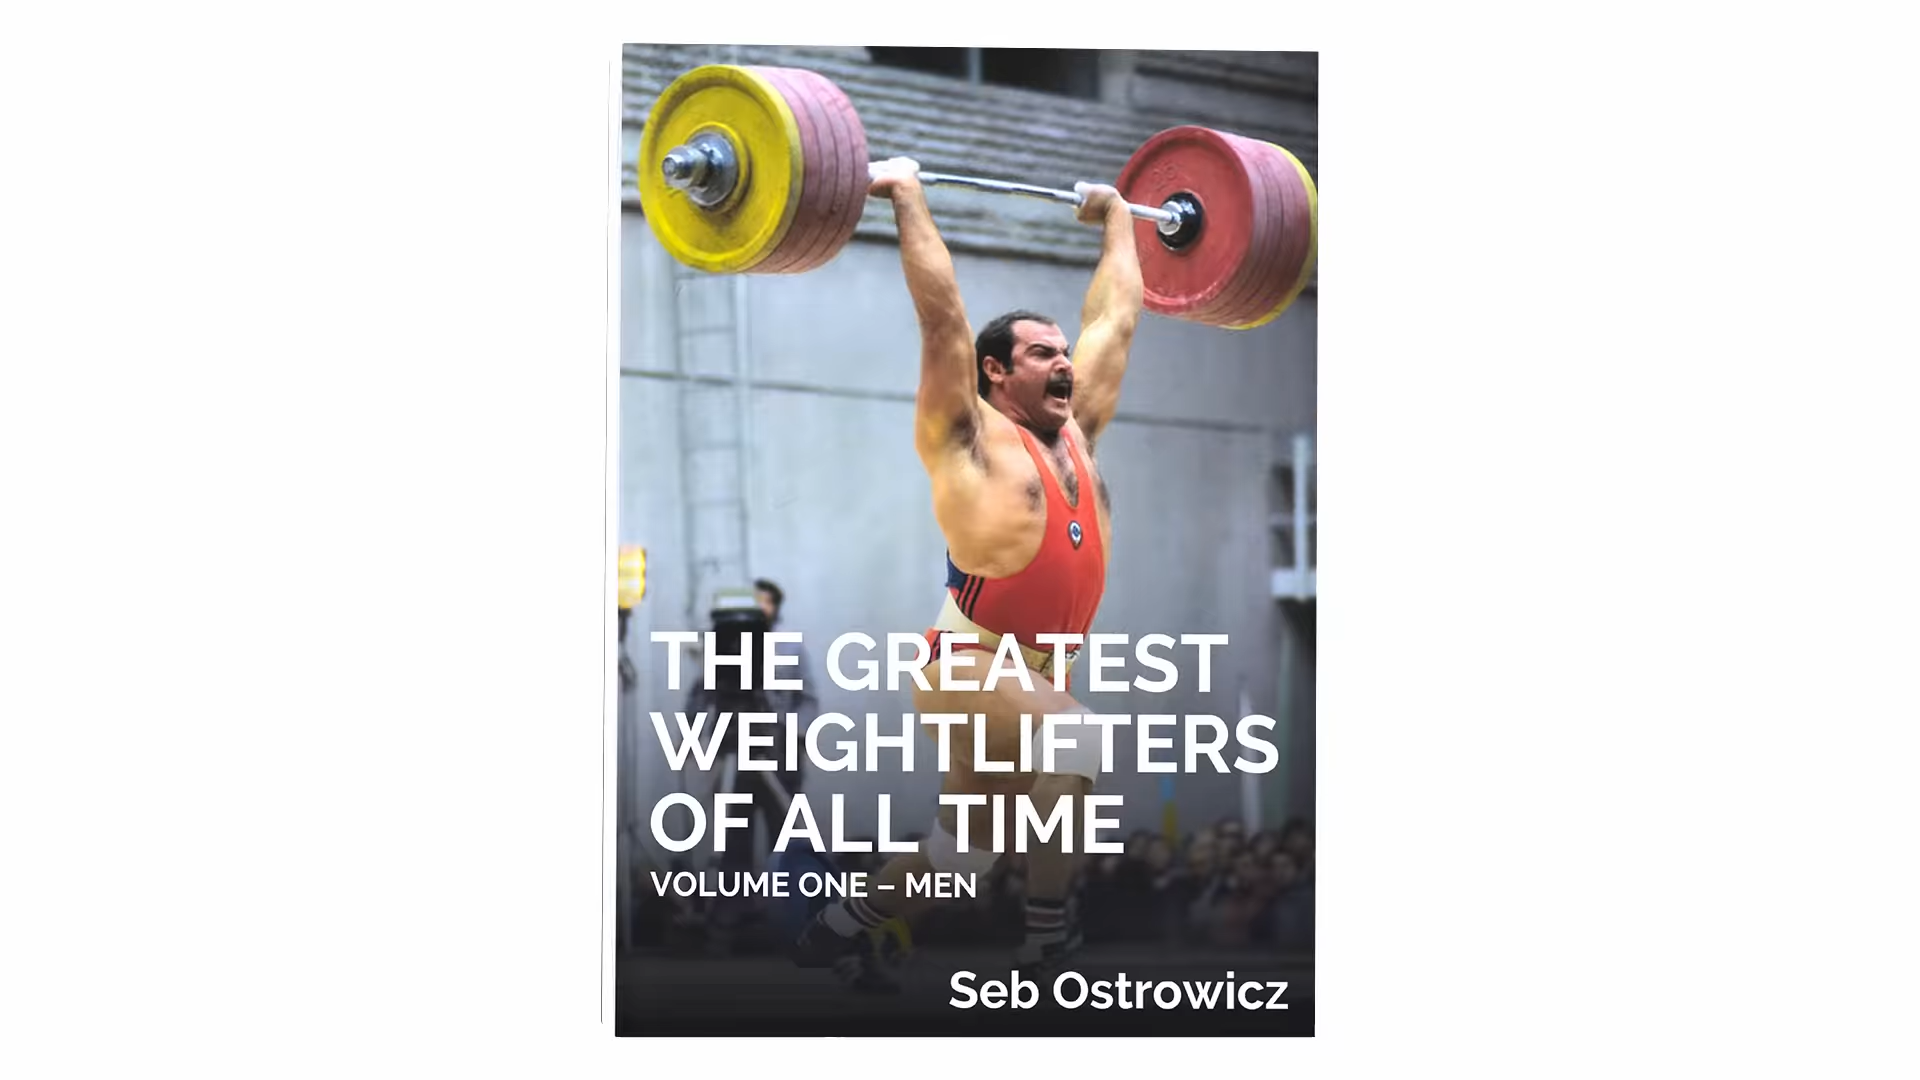 THE GREATEST
WEIGHTLIFTERS
OF ALL TIME
VOLUME ONE – MEN
Seb Ostrowicz